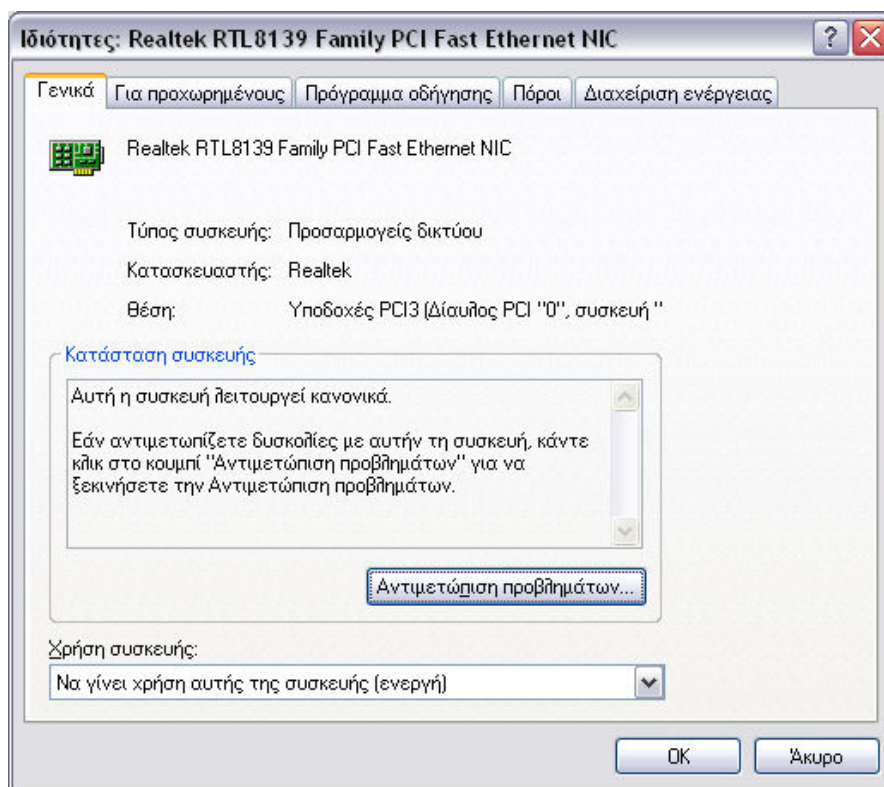 Ιδιότητες: Realtek RTL8139 Family PCI Fast Ethernet NIC
Γενικά Για προχωρημένους Πρόγραμμα οδήγησης Πόροι Διαχείριση ενέργειας
Realtek RTL8139 Family PCI Fast Ethernet NIC
Τύπος συσκευής: Προσαρμογείς δικτύου
Κατασκευαστής: Realtek
Θέση: Υποδοχές PCI3 (Δίαυλος PCI "0", συσκευή "
Κατάσταση συσκευής
Αυτή η συσκευή λειτουργεί κανονικά.
Εάν αντιμετωπίζετε δυσκολίες με αυτήν τη συσκευή, κάντε
κλικ στο κουμπί "Αντιμετώπιση προβλημάτων" για να
ξεκινήσετε την Αντιμετώπιση προβλημάτων.
Αντιμετώπιση προβλημάτων...
Χρήση συσκευής:
Να γίνει χρήση αυτής της συσκευής (ενεργή)
OK Άκυρο